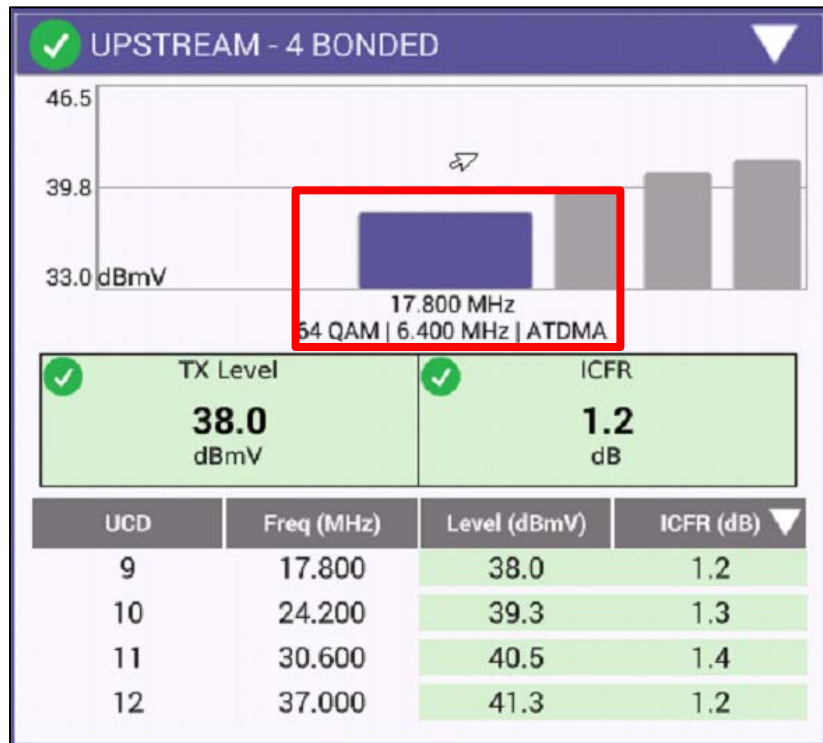 UPSTREAM - 4 BONDED
46.5
39.8
33.0 dBmV
17.800 MHz
64 QAM | 6.400 MHz | ATDMA
TX Level ICFR
38.0 1.2
dBmV dB
UCD Freq (MHz) Level (dBmV) ICFR (dB)
9 17.800 38.0 1.2
10 24.200 39.3 1.3
11 30.600 40.5 1.4
12 37.000 41.3 1.2